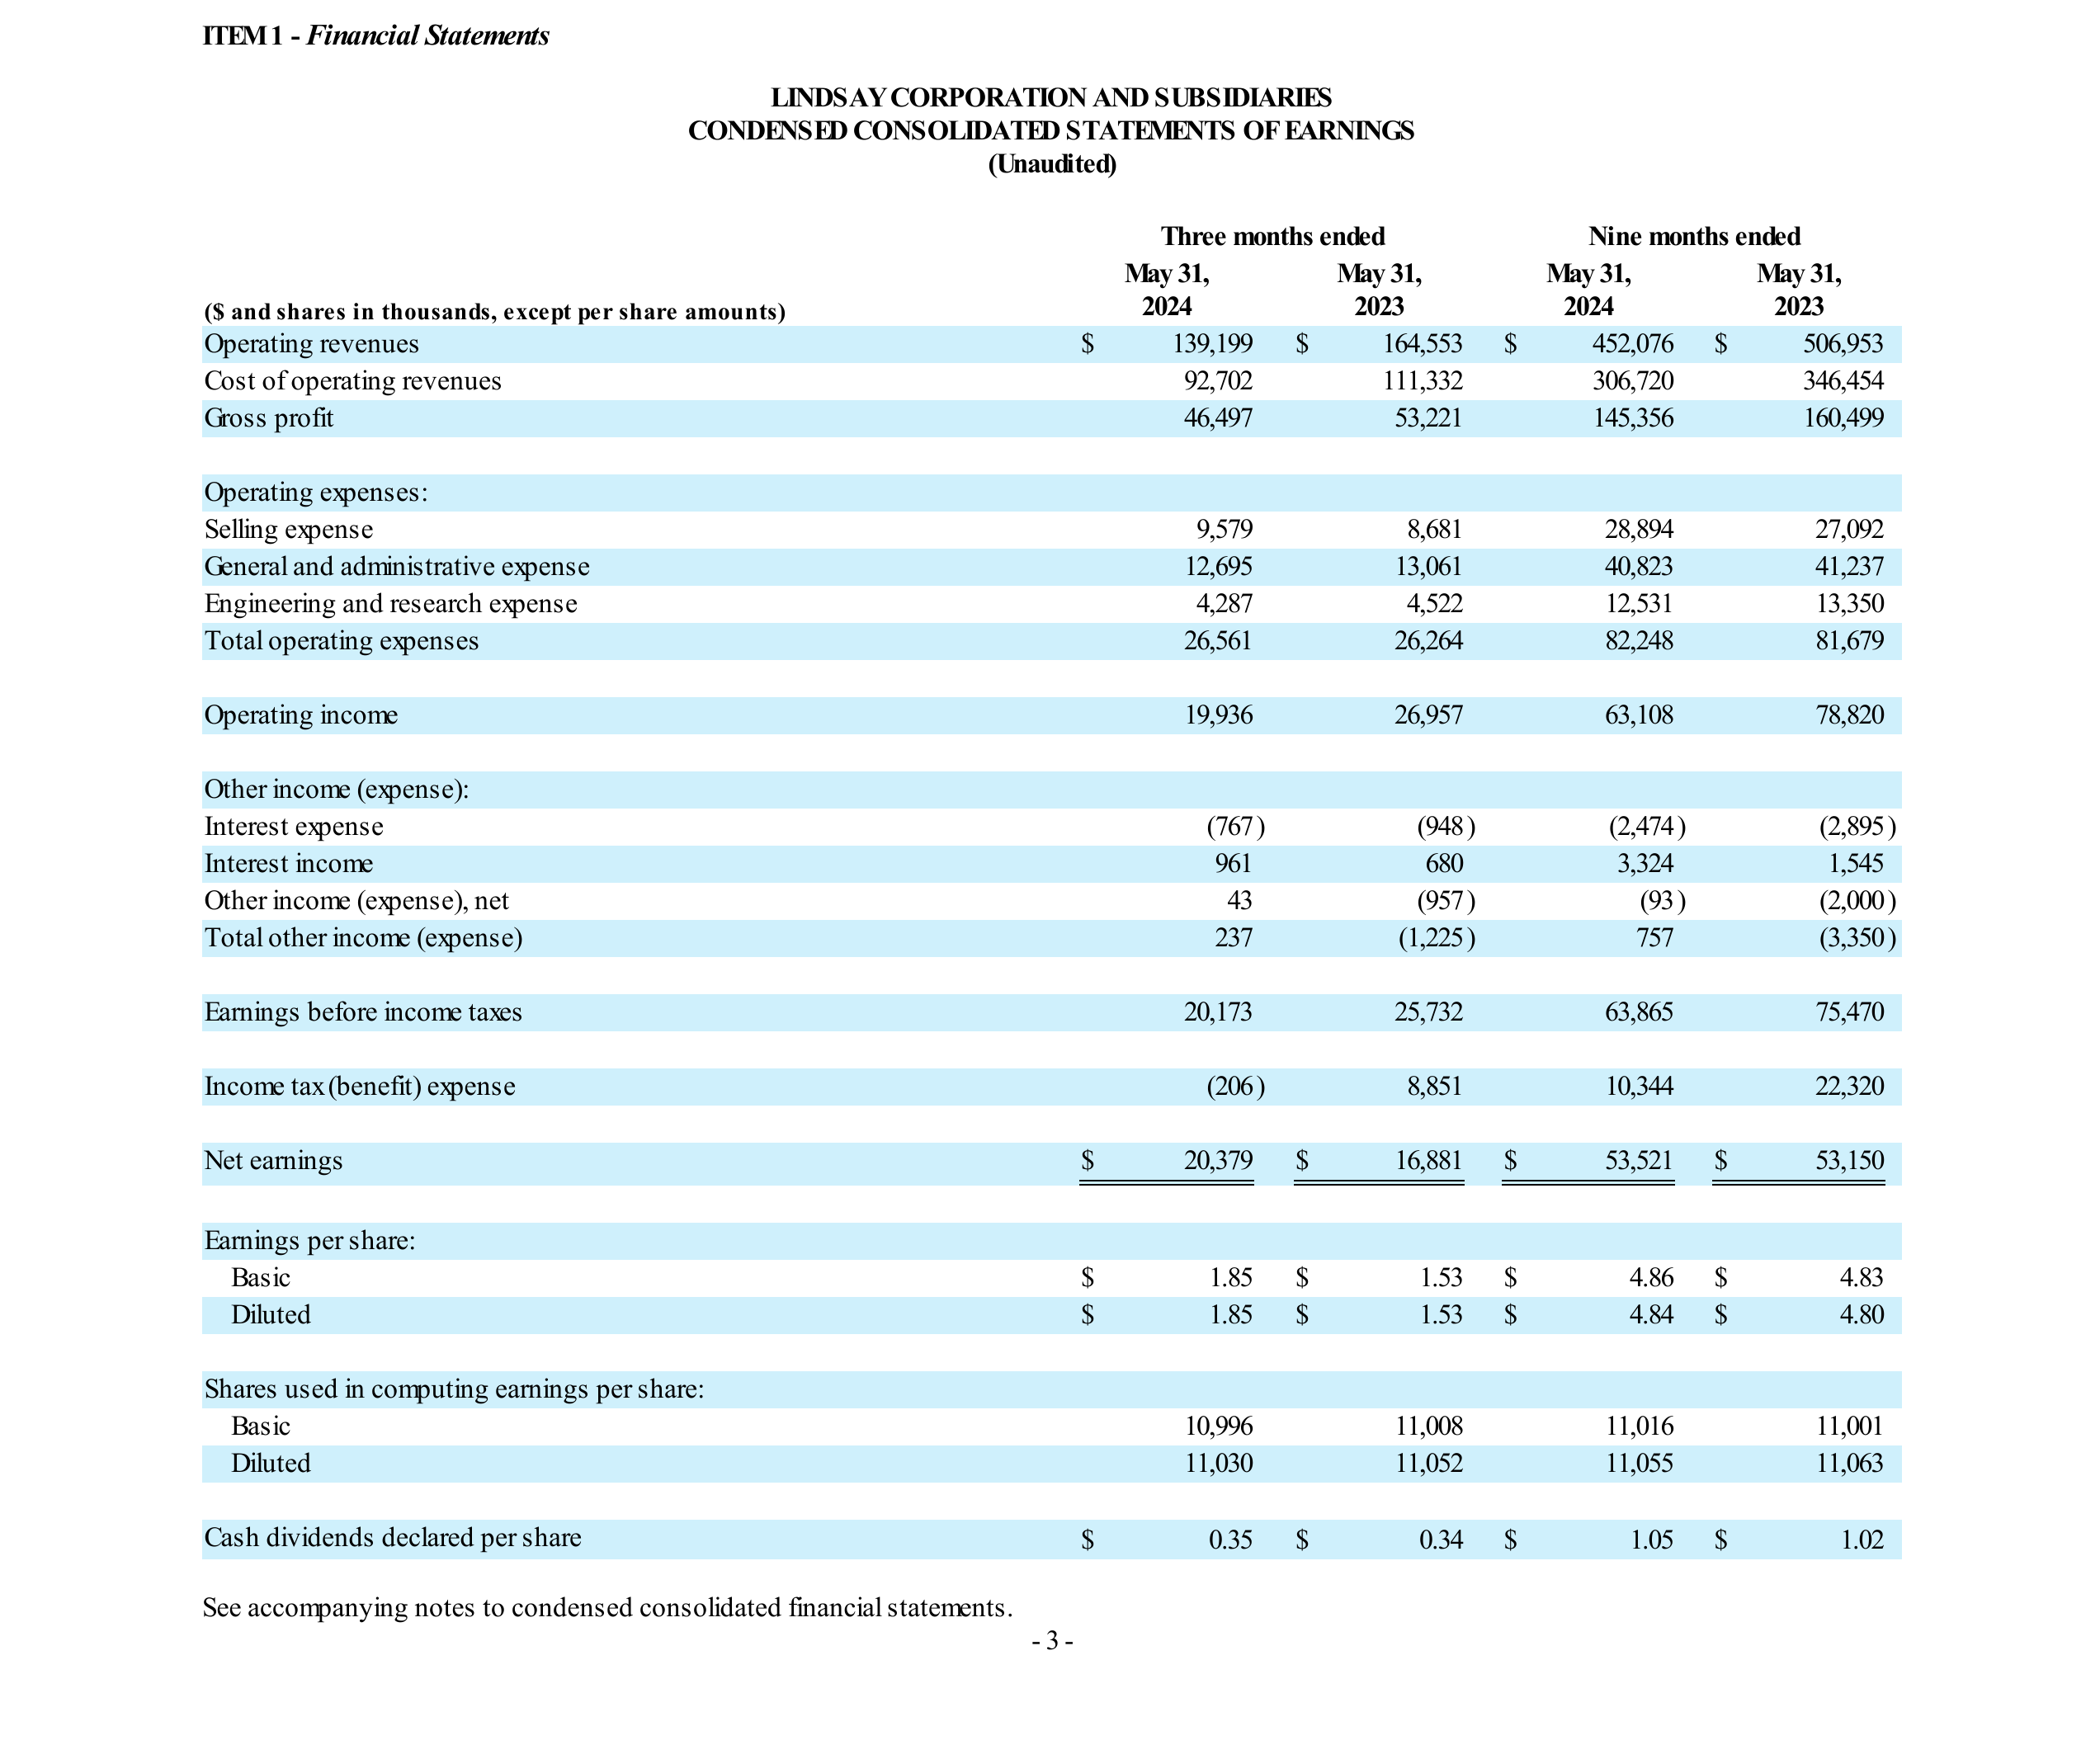 ITEM 1 - Financial Statements
LINDSAY CORPORATION AND SUBSIDIARIES
CONDENSED CONSOLIDATED STATEMENTS OF EARNINGS
(Unaudited)
Three months ended Nine months ended
May 31, May 31, May 31, May 31,
($ and shares in thousands, except per share amounts) 2024 2023 2024 2023
Operating revenues $ 139,199 $ 164,553 $ 452,076 $ 506,953
Cost of operating revenues 92,702 111,332 306,720 346,454
Gross profit 46,497 53,221 145,356 160,499
Operating expenses:
Selling expense 9,579 8,681 28,894 27,092
General and administrative expense 12,695 13,061 40,823 41,237
Engineering and research expense 4,287 4,522 12,531 13,350
Total operating expenses 26,561 26,264 82,248 81,679
Operating income 19,936 26,957 63,108 78,820
Other income (expense):
Interest expense (767) (948) (2,474) (2,895)
Interest income 961 680 3,324 1,545
Other income (expense), net 43 (957) (93) (2,000)
Total other income (expense) 237 (1,225) 757 (3,350)
Earnings before income taxes 20,173 25,732 63,865 75,470
Income tax (benefit) expense (206) 8,851 10,344 22,320
Net earnings $ 20,379 $ 16,881 $ 53,521 $ 53,150
Earnings per share:
Basic $ 1.85 $ 1.53 $ 4.86 $ 4.83
Diluted $ 1.85 $ 1.53 $ 4.84 $ 4.80
Shares used in computing earnings per share:
Basic 10,996 11,008 11,016 11,001
Diluted 11,030 11,052 11,055 11,063
Cash dividends declared per share $ 0.35 $ 0.34 $ 1.05 $ 1.02
See accompanying notes to condensed consolidated financial statements.
- 3 -